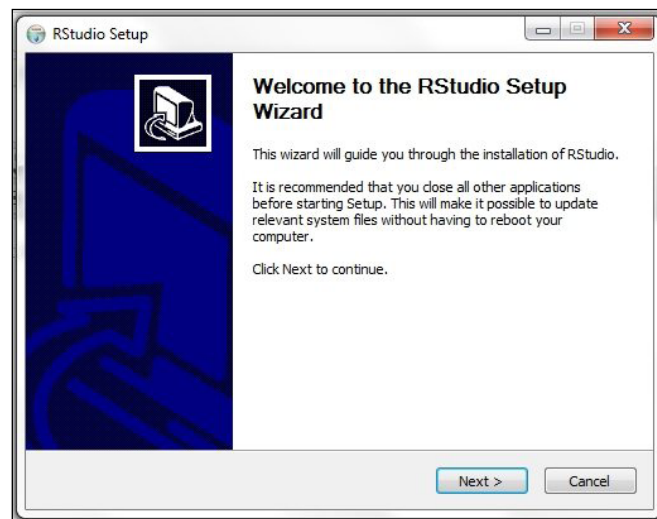 RStudio Setup
Welcome to the RStudio Setup
Wizard
This wizard will guide you through the installation of RStudio.
It is recommended that you close all other applications
before starting Setup. This will make it possible to update
relevant system files without having to reboot your
computer.
Click Next to continue.
Next >
Cancel